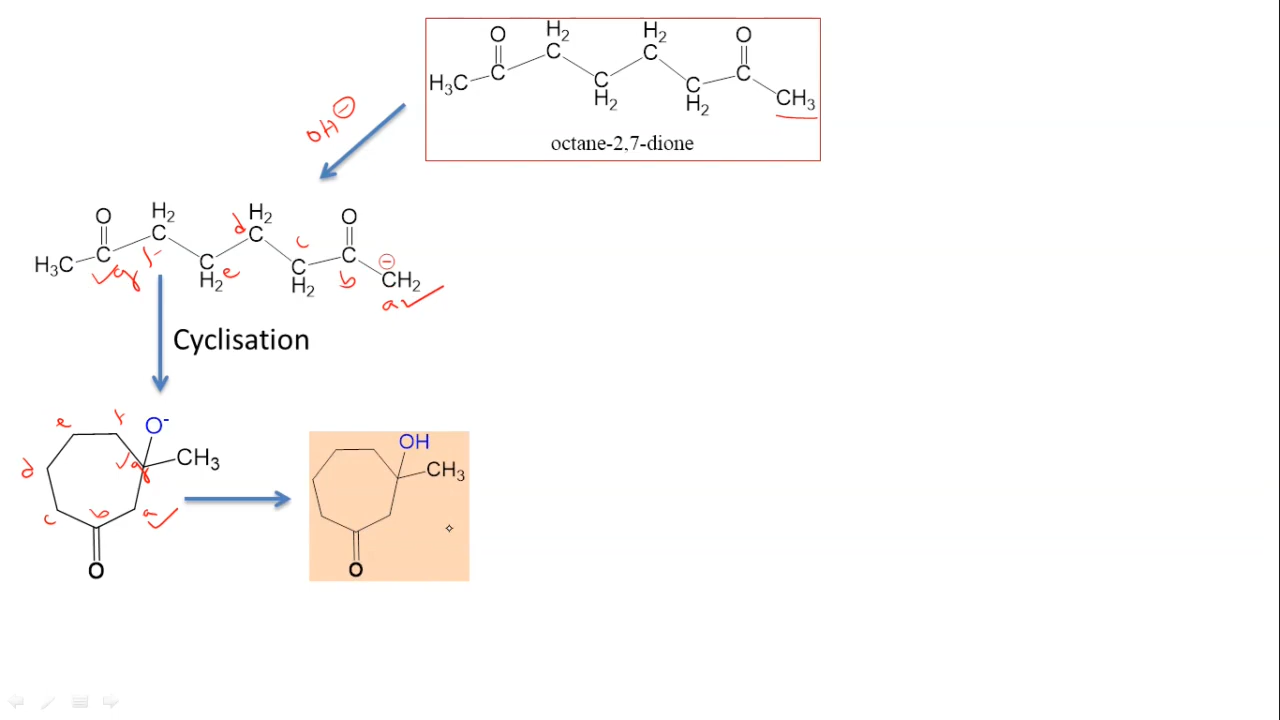 O H₂ H₂ O
H₃C C C C C C C CH₃
H₂ H₂
octane-2,7-dione
OH⊖
O H₂ d H₂ c O
H₃C C C C C C C ⊖ CH₂
g f H₂ e H₂ b a
Cyclisation
e f O⁻
d g CH₃
c b a
O
OH
CH₃
O